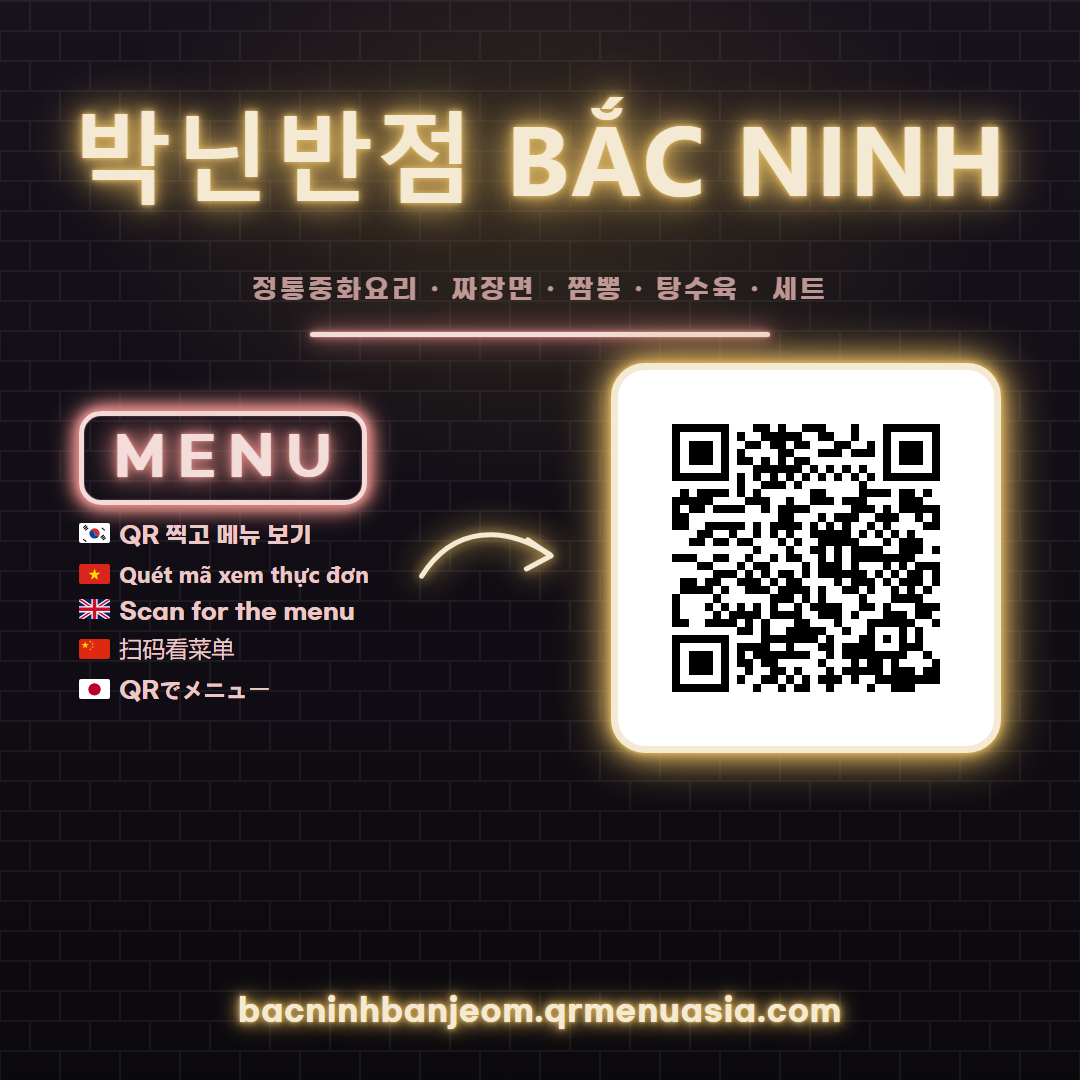 박닌반점 BẮC NINH
정통중화요리 · 짜장면 · 짬뽕 · 탕수육 · 세트
MENU
QR 찍고 메뉴 보기
Quét mã xem thực đơn
Scan for the menu
扫码看菜单
QRでメニュー
bacninhbanjeom.qrmenuasia.com